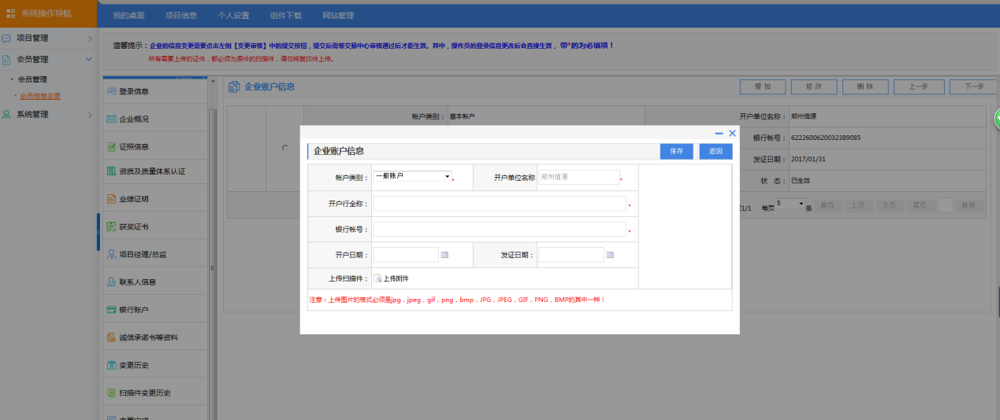 系统操作导航
我的桌面 项目信息 个人设置 组件下载 网站管理
项目管理
会员管理
· 会员管理
· 会员信息变更
系统管理
温馨提示：企业的信息变更需要点击左侧【变更审核】中的提交按钮，提交后需等交易中心审核通过后才能生效。其中，操作员的登录信息更改后会直接生效， 带*的为必填项！
所有需要上传的证件，都必须为原件的扫描件，请勿将复印件上传。
登录信息
企业概况
证照信息
资质及质量体系认证
业绩证明
获奖证书
项目经理/总监
联系人信息
银行账户
诚信承诺书等资料
变更历史
扫描件变更历史
企业账户信息
增 加 修 改 删 除 上一步 下一步
帐户类别： 基本帐户 开户单位名称： 郑州信源
银行帐号： 6222600620032389085
发证日期： 2017/01/31
状 态： 已生效
1/1 每页 5 条 首页 上页 下页 尾页 转到
企业账户信息
保存 返回
帐户类别： 一般账户 * 开户单位名称 郑州信源 *
开户行全称： *
银行帐号： *
开户日期： 发证日期：
上传扫描件： 上传附件
注意：上传图片的格式必须是jpg，jpeg，gif，png，bmp，JPG，JPEG，GIF，PNG，BMP的其中一种！